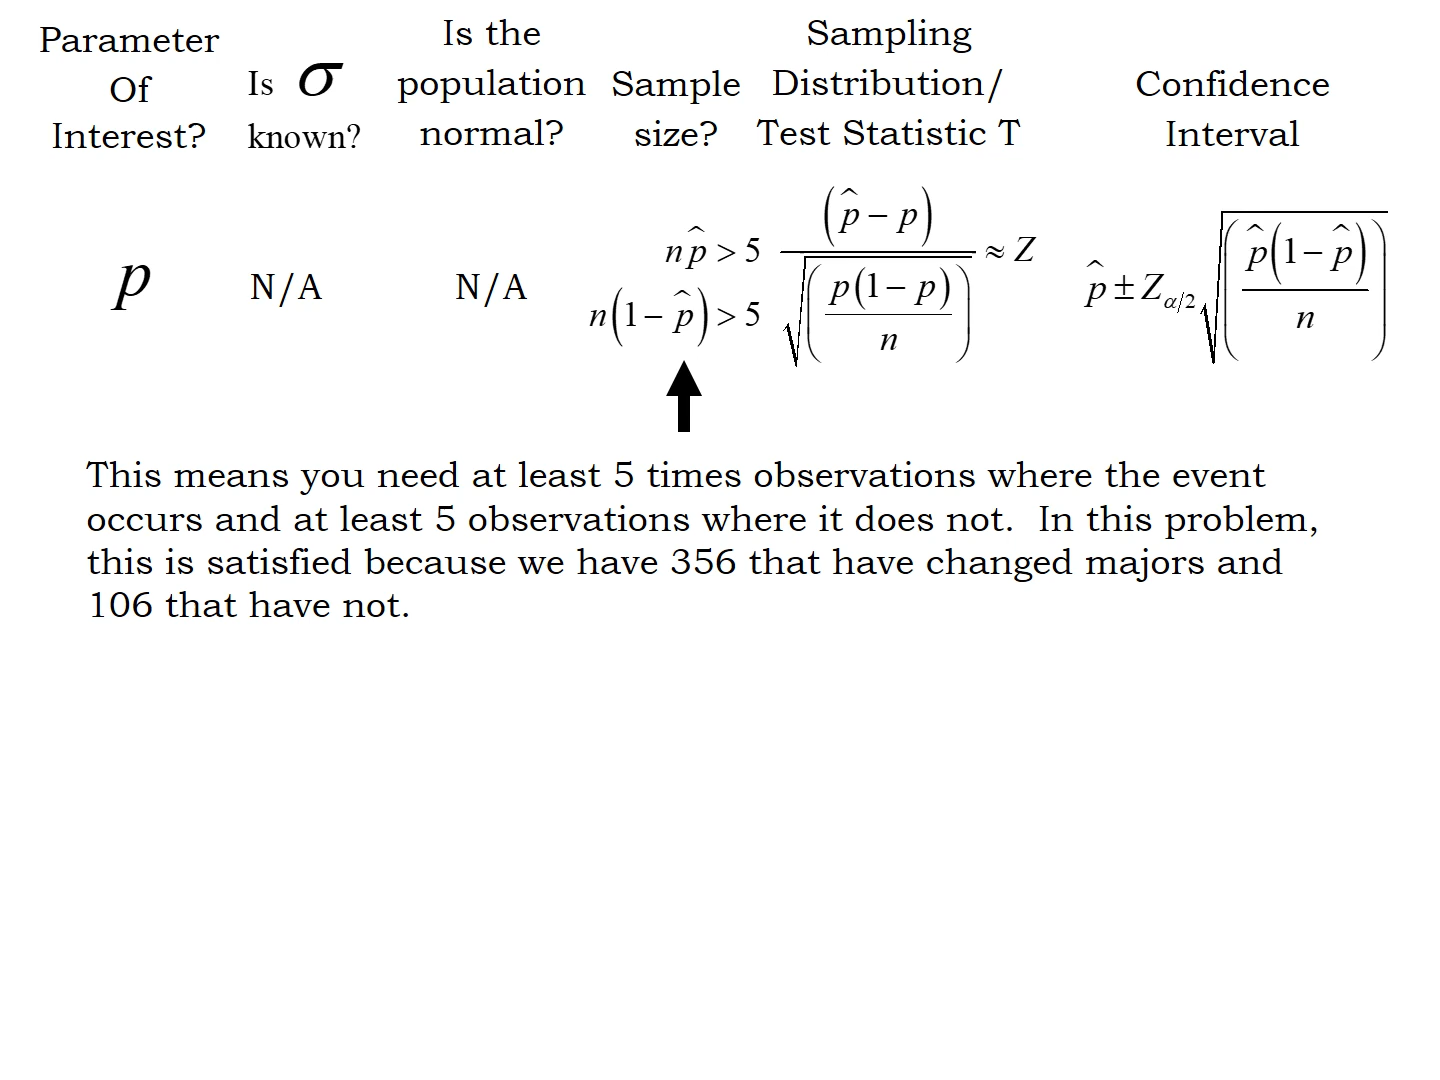 Parameter Of Interest?
Is σ known?
Is the population normal?
Sample size?
Sampling Distribution/ Test Statistic T
Confidence Interval
p
N/A
N/A
n p̂ > 5
n(1 − p̂) > 5
(p̂ − p) / √(p(1 − p) / n) ≈ Z
p̂ ± Z α/2 √(p̂(1 − p̂) / n)
This means you need at least 5 times observations where the event
occurs and at least 5 observations where it does not.  In this problem,
this is satisfied because we have 356 that have changed majors and
106 that have not.